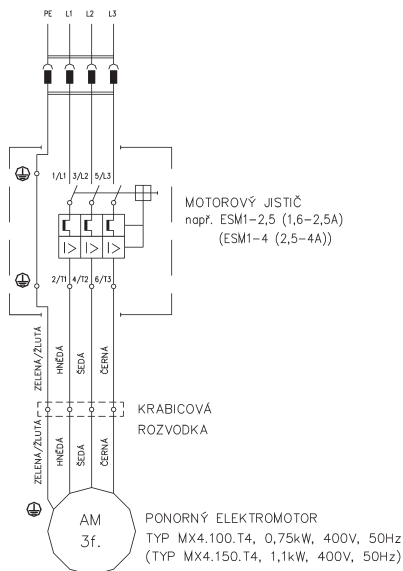 PE L1 L2 L3
1/L1 3/L2 5/L3
MOTOROVÝ JISTIČ
např. ESM1-2,5 (1,6-2,5A)
(ESM1-4 (2,5-4A))
I> I> I>
2/T1 4/T2 6/T3
ZELENÁ/ŽLUTÁ
HNĚDÁ
ŠEDÁ
ČERNÁ
KRABICOVÁ
ROZVODKA
ZELENÁ/ŽLUTÁ
HNĚDÁ
ŠEDÁ
ČERNÁ
AM
3f.
PONORNÝ ELEKTROMOTOR
TYP MX4.100.T4, 0,75kW, 400V, 50Hz
(TYP MX4.150.T4, 1,1kW, 400V, 50Hz)